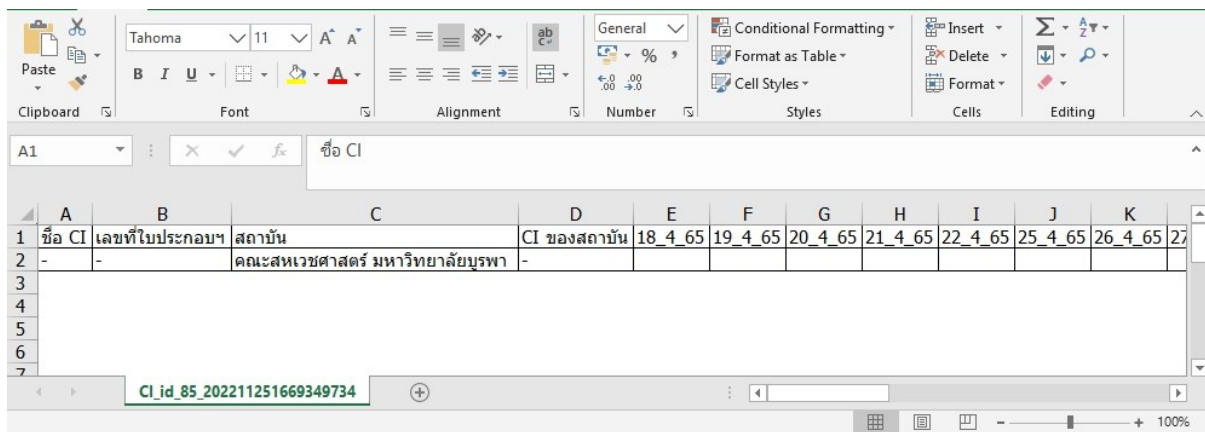 Tahoma 11 A A ab General Conditional Formatting Insert Σ
Paste B I U A % , Format as Table Delete
Cell Styles Format
Clipboard Font Alignment Number Styles Cells Editing
A1 fx ชื่อ CI
A B C D E F G H I J K
1 ชื่อ CI เลขที่ใบประกอบฯ สถาบัน CI ของสถาบัน 18_4_65 19_4_65 20_4_65 21_4_65 22_4_65 25_4_65 26_4_65 27
2 - - คณะสหเวชศาสตร์ มหาวิทยาลัยบูรพา -
3
4
5
6
7
CI_id_85_202211251669349734
100%